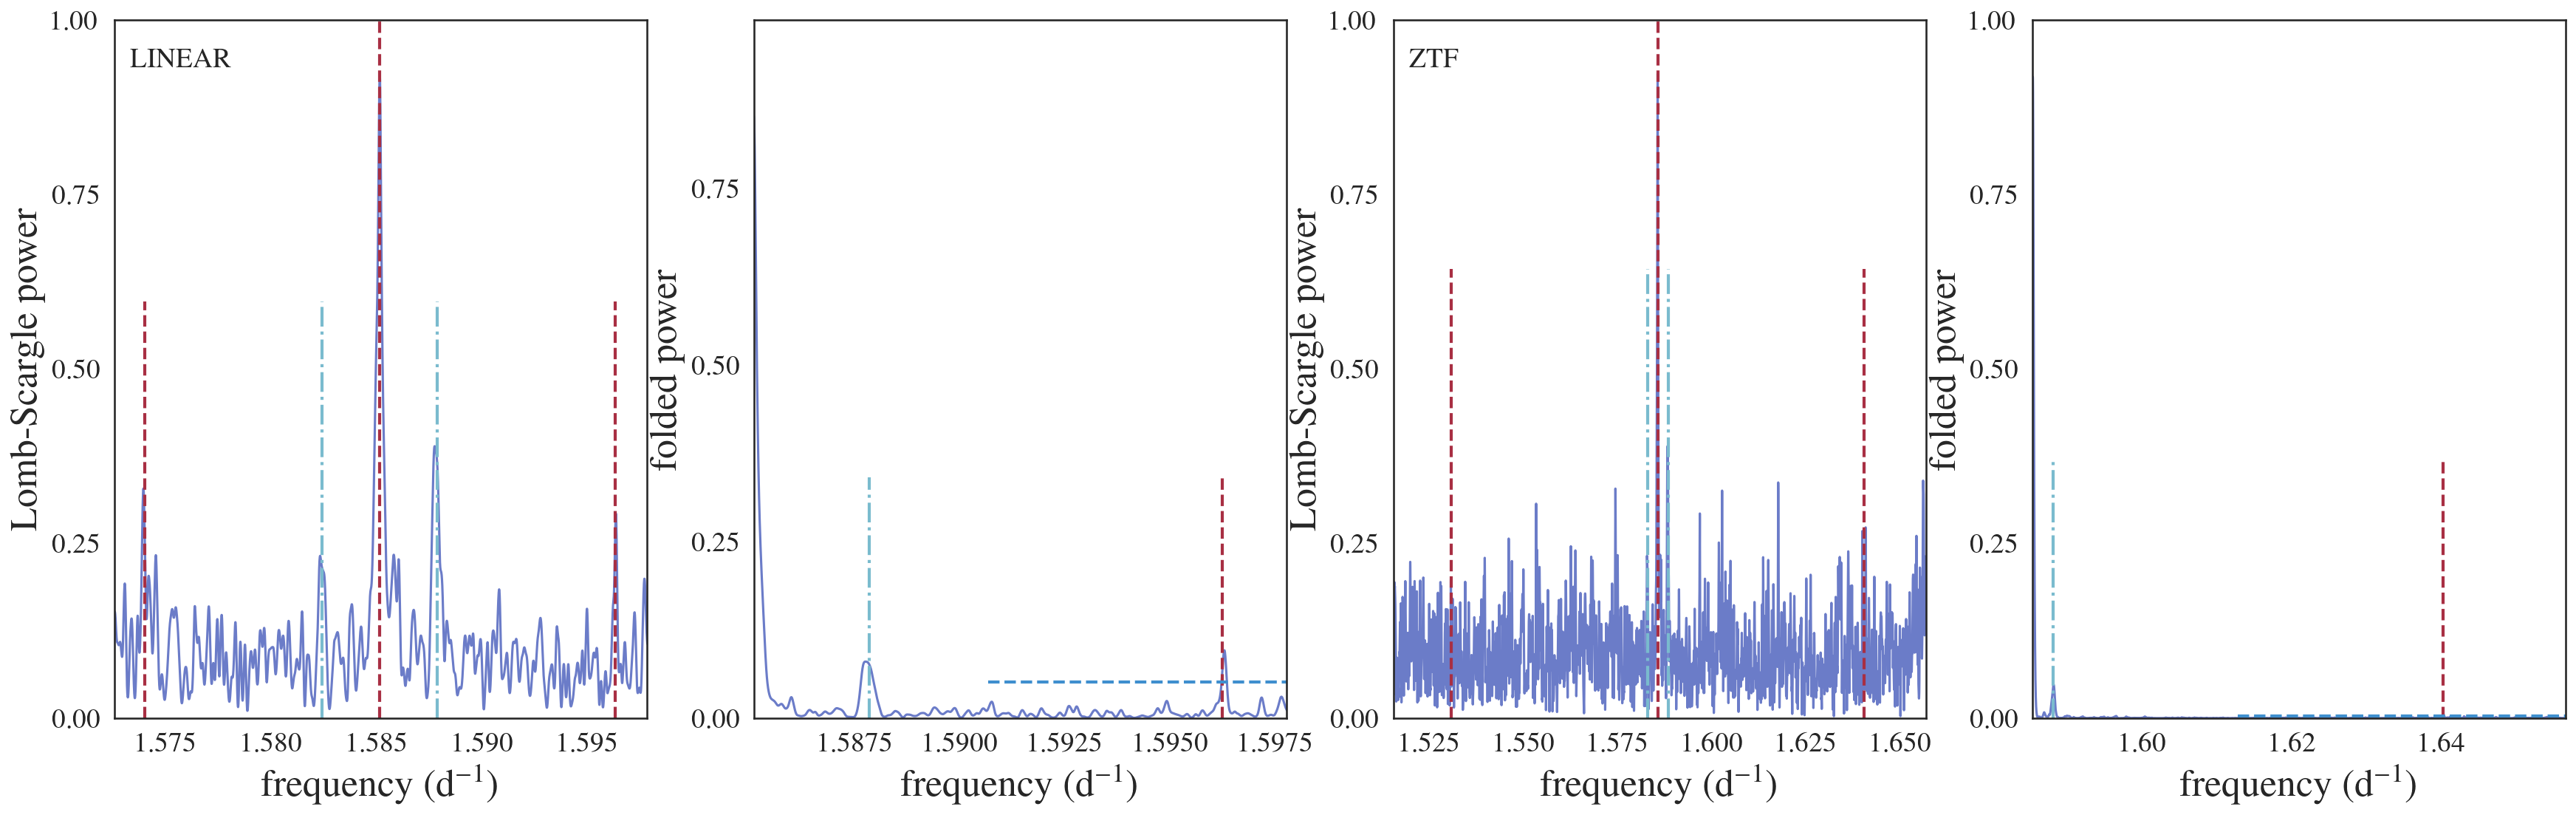 LINEAR
Lomb-Scargle power
1.00
0.75
0.50
0.25
0.00
1.575 1.580 1.585 1.590 1.595
frequency (d⁻¹)
folded power
0.75
0.50
0.25
0.00
1.5875 1.5900 1.5925 1.5950 1.5975
frequency (d⁻¹)
ZTF
Lomb-Scargle power
1.00
0.75
0.50
0.25
0.00
1.525 1.550 1.575 1.600 1.625 1.650
frequency (d⁻¹)
folded power
1.00
0.75
0.50
0.25
0.00
1.60 1.62 1.64
frequency (d⁻¹)